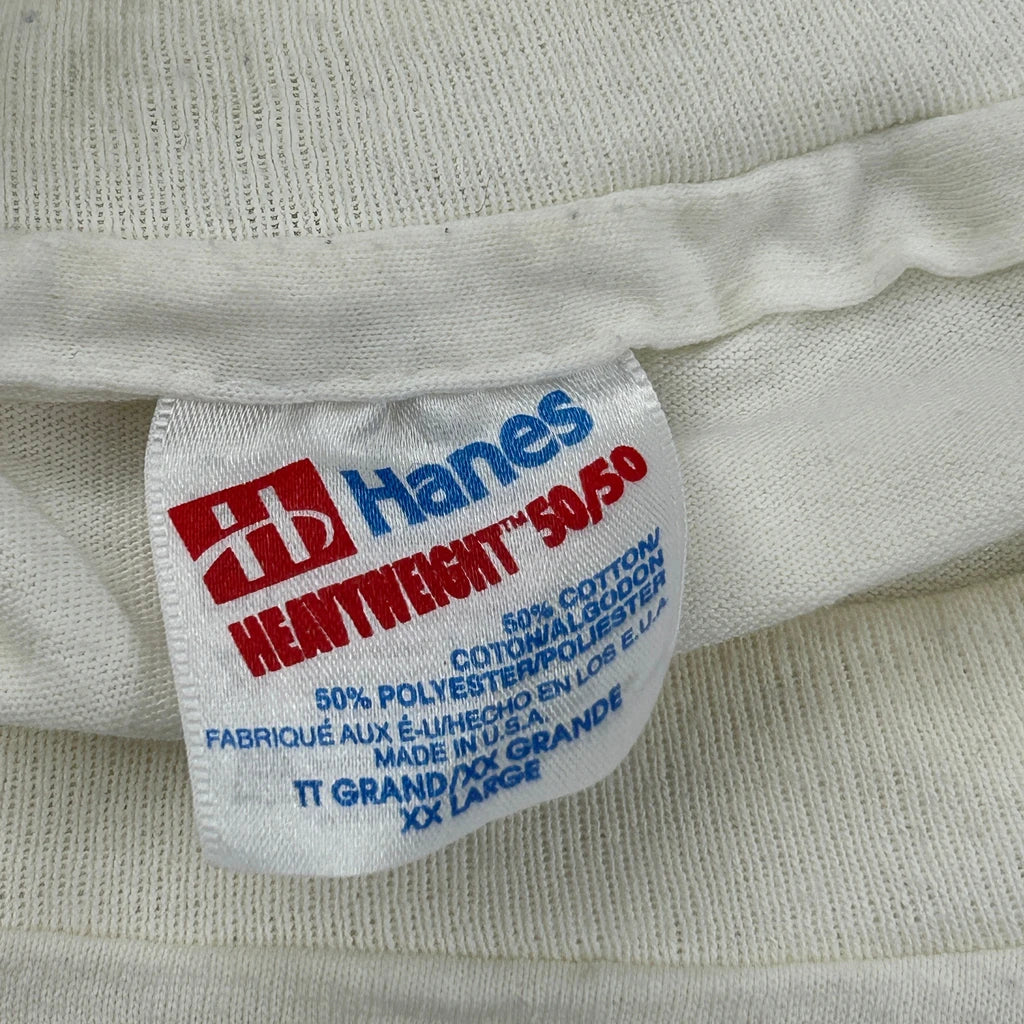 Hanes
HEAVYWEIGHT™ 50/50
50% COTTON/
COTON/ALGODON
50% POLYESTER/POLIESTER
FABRIQUÉ AUX É-U/HECHO EN LOS E.U.A
MADE IN U.S.A.
TT GRAND/XX GRANDE
XX LARGE